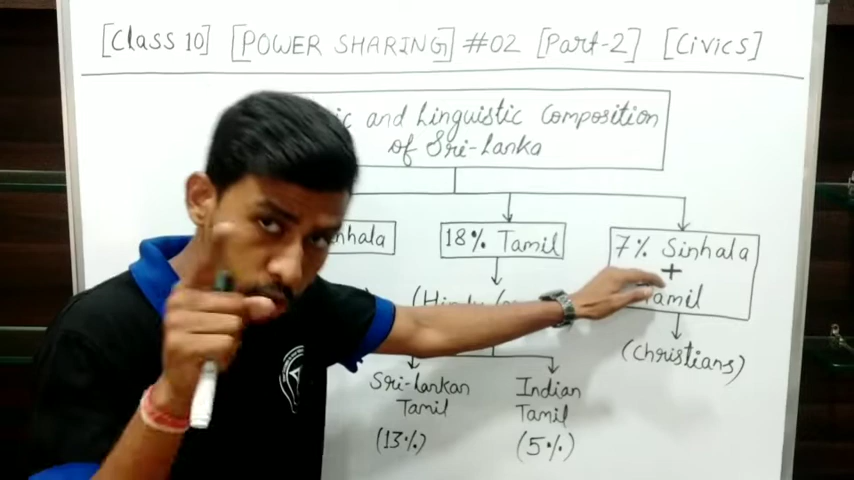 [Class 10] [POWER SHARING] #02 [Part-2] [Civics]
and Linguistic Composition
of Sri-Lanka
18% Tamil
7% Sinhala
+
Tamil
(Christians)
Sri-Lankan
Tamil
(13%)
Indian
Tamil
(5%)